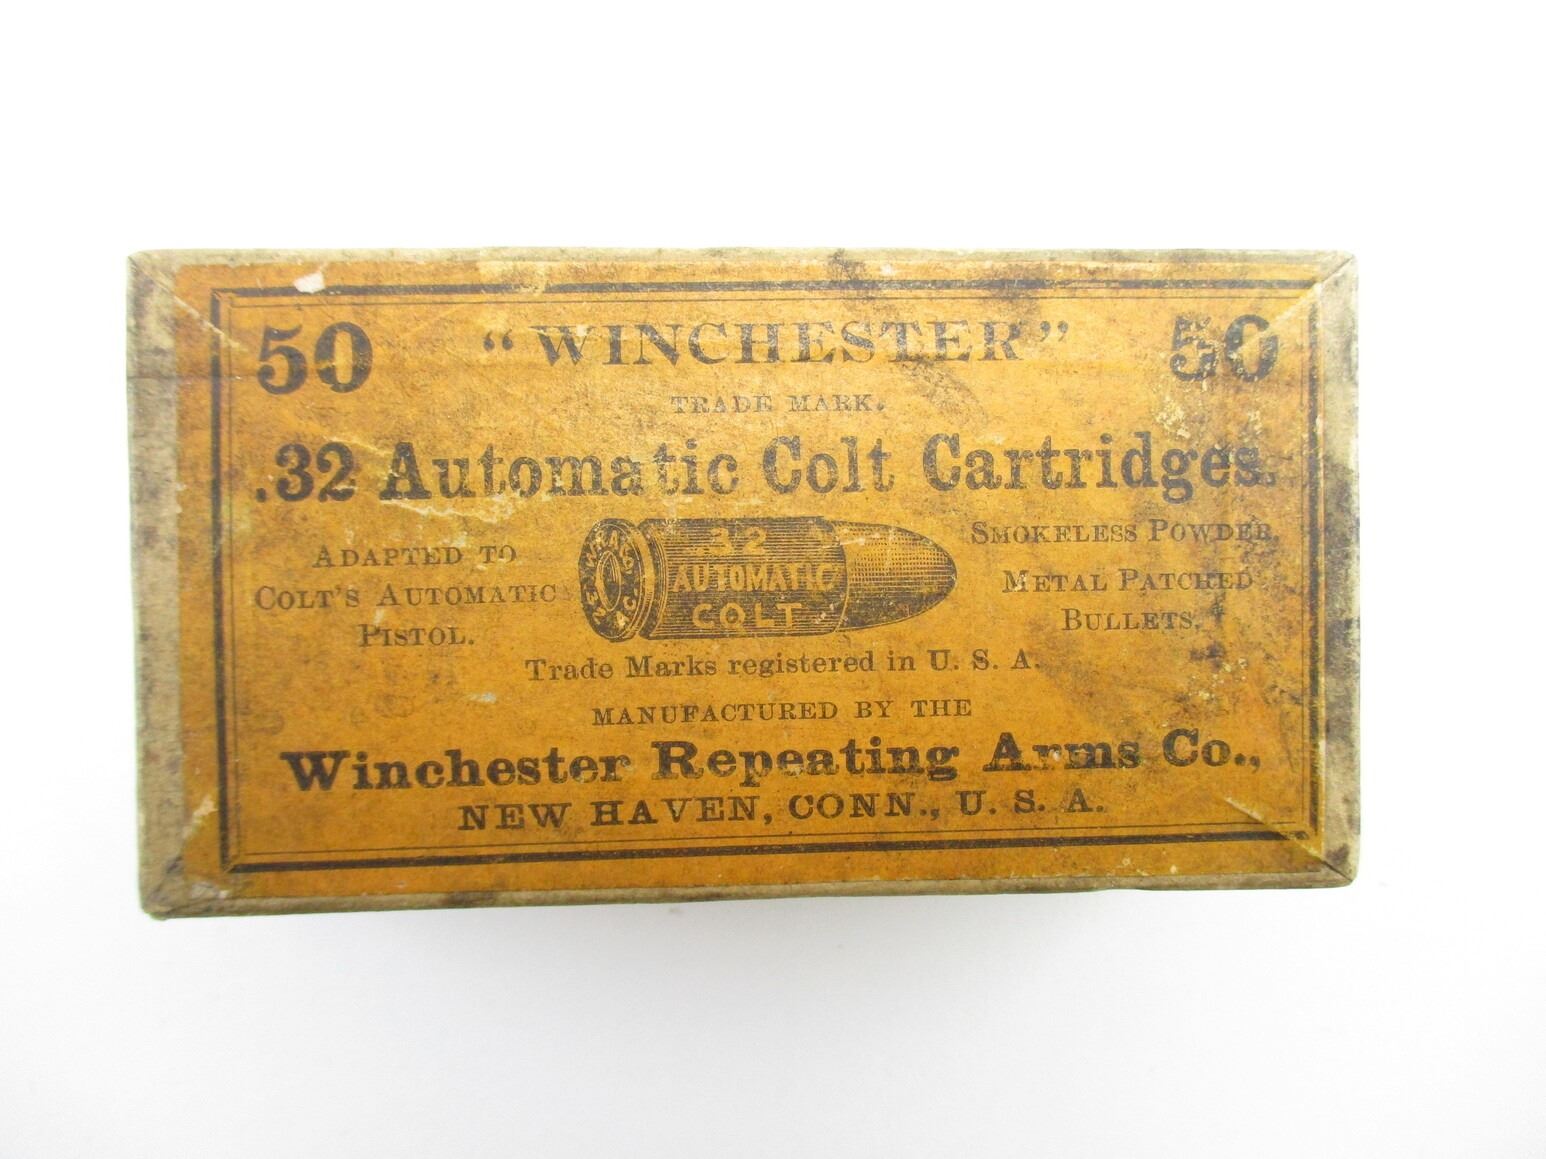 50 “WINCHESTER” 50
TRADE MARK.
.32 Automatic Colt Cartridges.
ADAPTED TO
COLT'S AUTOMATIC
PISTOL.
.32
AUTOMATIC
COLT
SMOKELESS POWDER,
METAL PATCHED
BULLETS.
Trade Marks registered in U. S. A.
MANUFACTURED BY THE
Winchester Repeating Arms Co.,
NEW HAVEN, CONN., U. S. A.